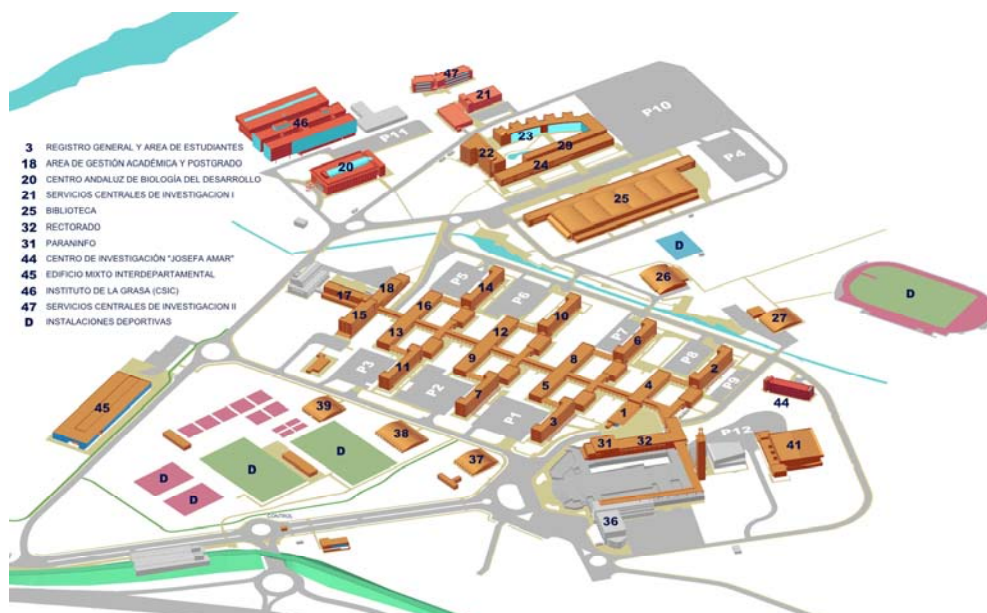 47
21
P10
46
P11
23
29
22
24
P4
20
25
3 REGISTRO GENERAL Y AREA DE ESTUDIANTES
18 AREA DE GESTIÓN ACADÉMICA Y POSTGRADO
20 CENTRO ANDALUZ DE BIOLOGÍA DEL DESARROLLO
21 SERVICIOS CENTRALES DE INVESTIGACION I
25 BIBLIOTECA
32 RECTORADO
31 PARANINFO
44 CENTRO DE INVESTIGACIÓN "JOSEFA AMAR"
45 EDIFICIO MIXTO INTERDEPARTAMENTAL
46 INSTITUTO DE LA GRASA (CSIC)
47 SERVICIOS CENTRALES DE INVESTIGACION II
D INSTALACIONES DEPORTIVAS
D
26
D
27
P5
14
18
17
16
P6
15
13
12
10
P7
6
P3
11
9
8
P8
2
P2
7
5
4
P9
44
P1
3
1
45
39
38
37
31
32
P12
41
D
D
D
D
36
CONTROL